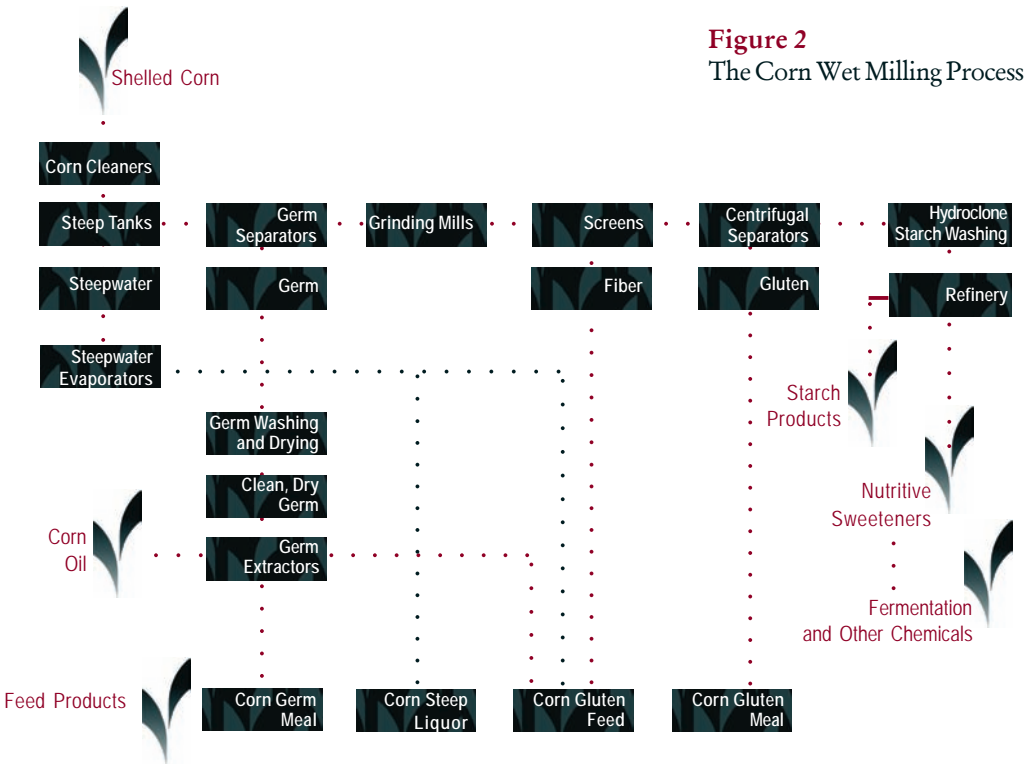 Figure 2
The Corn Wet Milling Process
Shelled Corn
Corn Cleaners
Steep Tanks
Germ
Separators
Grinding Mills
Screens
Centrifugal
Separators
Hydroclone
Starch Washing
Steepwater
Germ
Fiber
Gluten
Refinery
Steepwater
Evaporators
Starch
Products
Germ Washing
and Drying
Clean, Dry
Germ
Nutritive
Sweeteners
Corn
Oil
Germ
Extractors
Fermentation
and Other Chemicals
Feed Products
Corn Germ
Meal
Corn Steep
Liquor
Corn Gluten
Feed
Corn Gluten
Meal